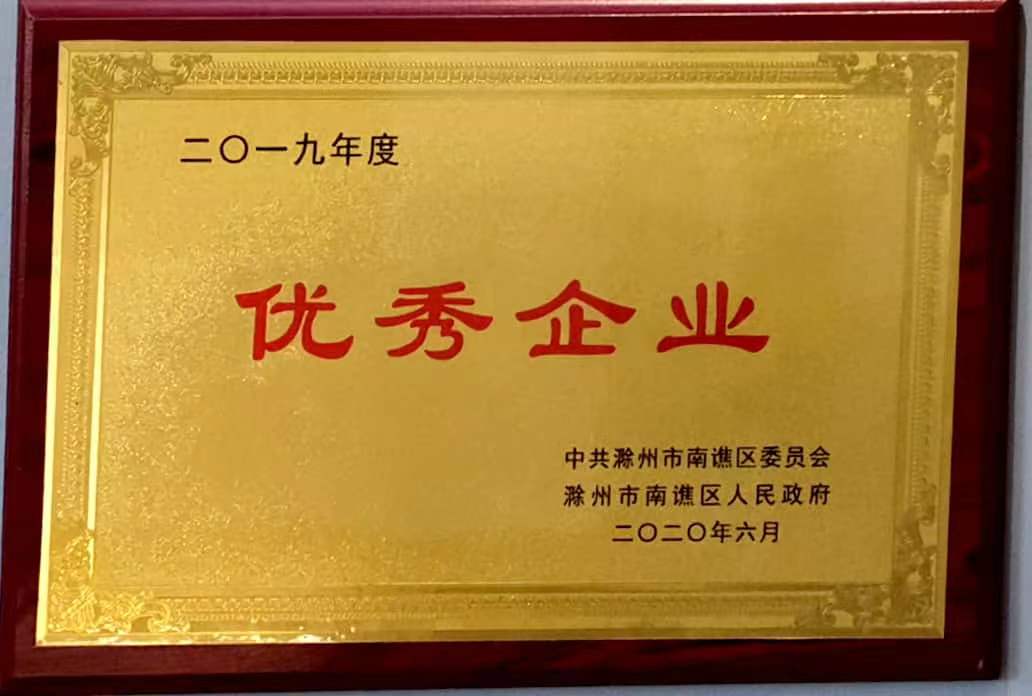 二〇一九年度
优秀企业
中共滁州市南谯区委员会
滁州市南谯区人民政府
二〇二〇年六月